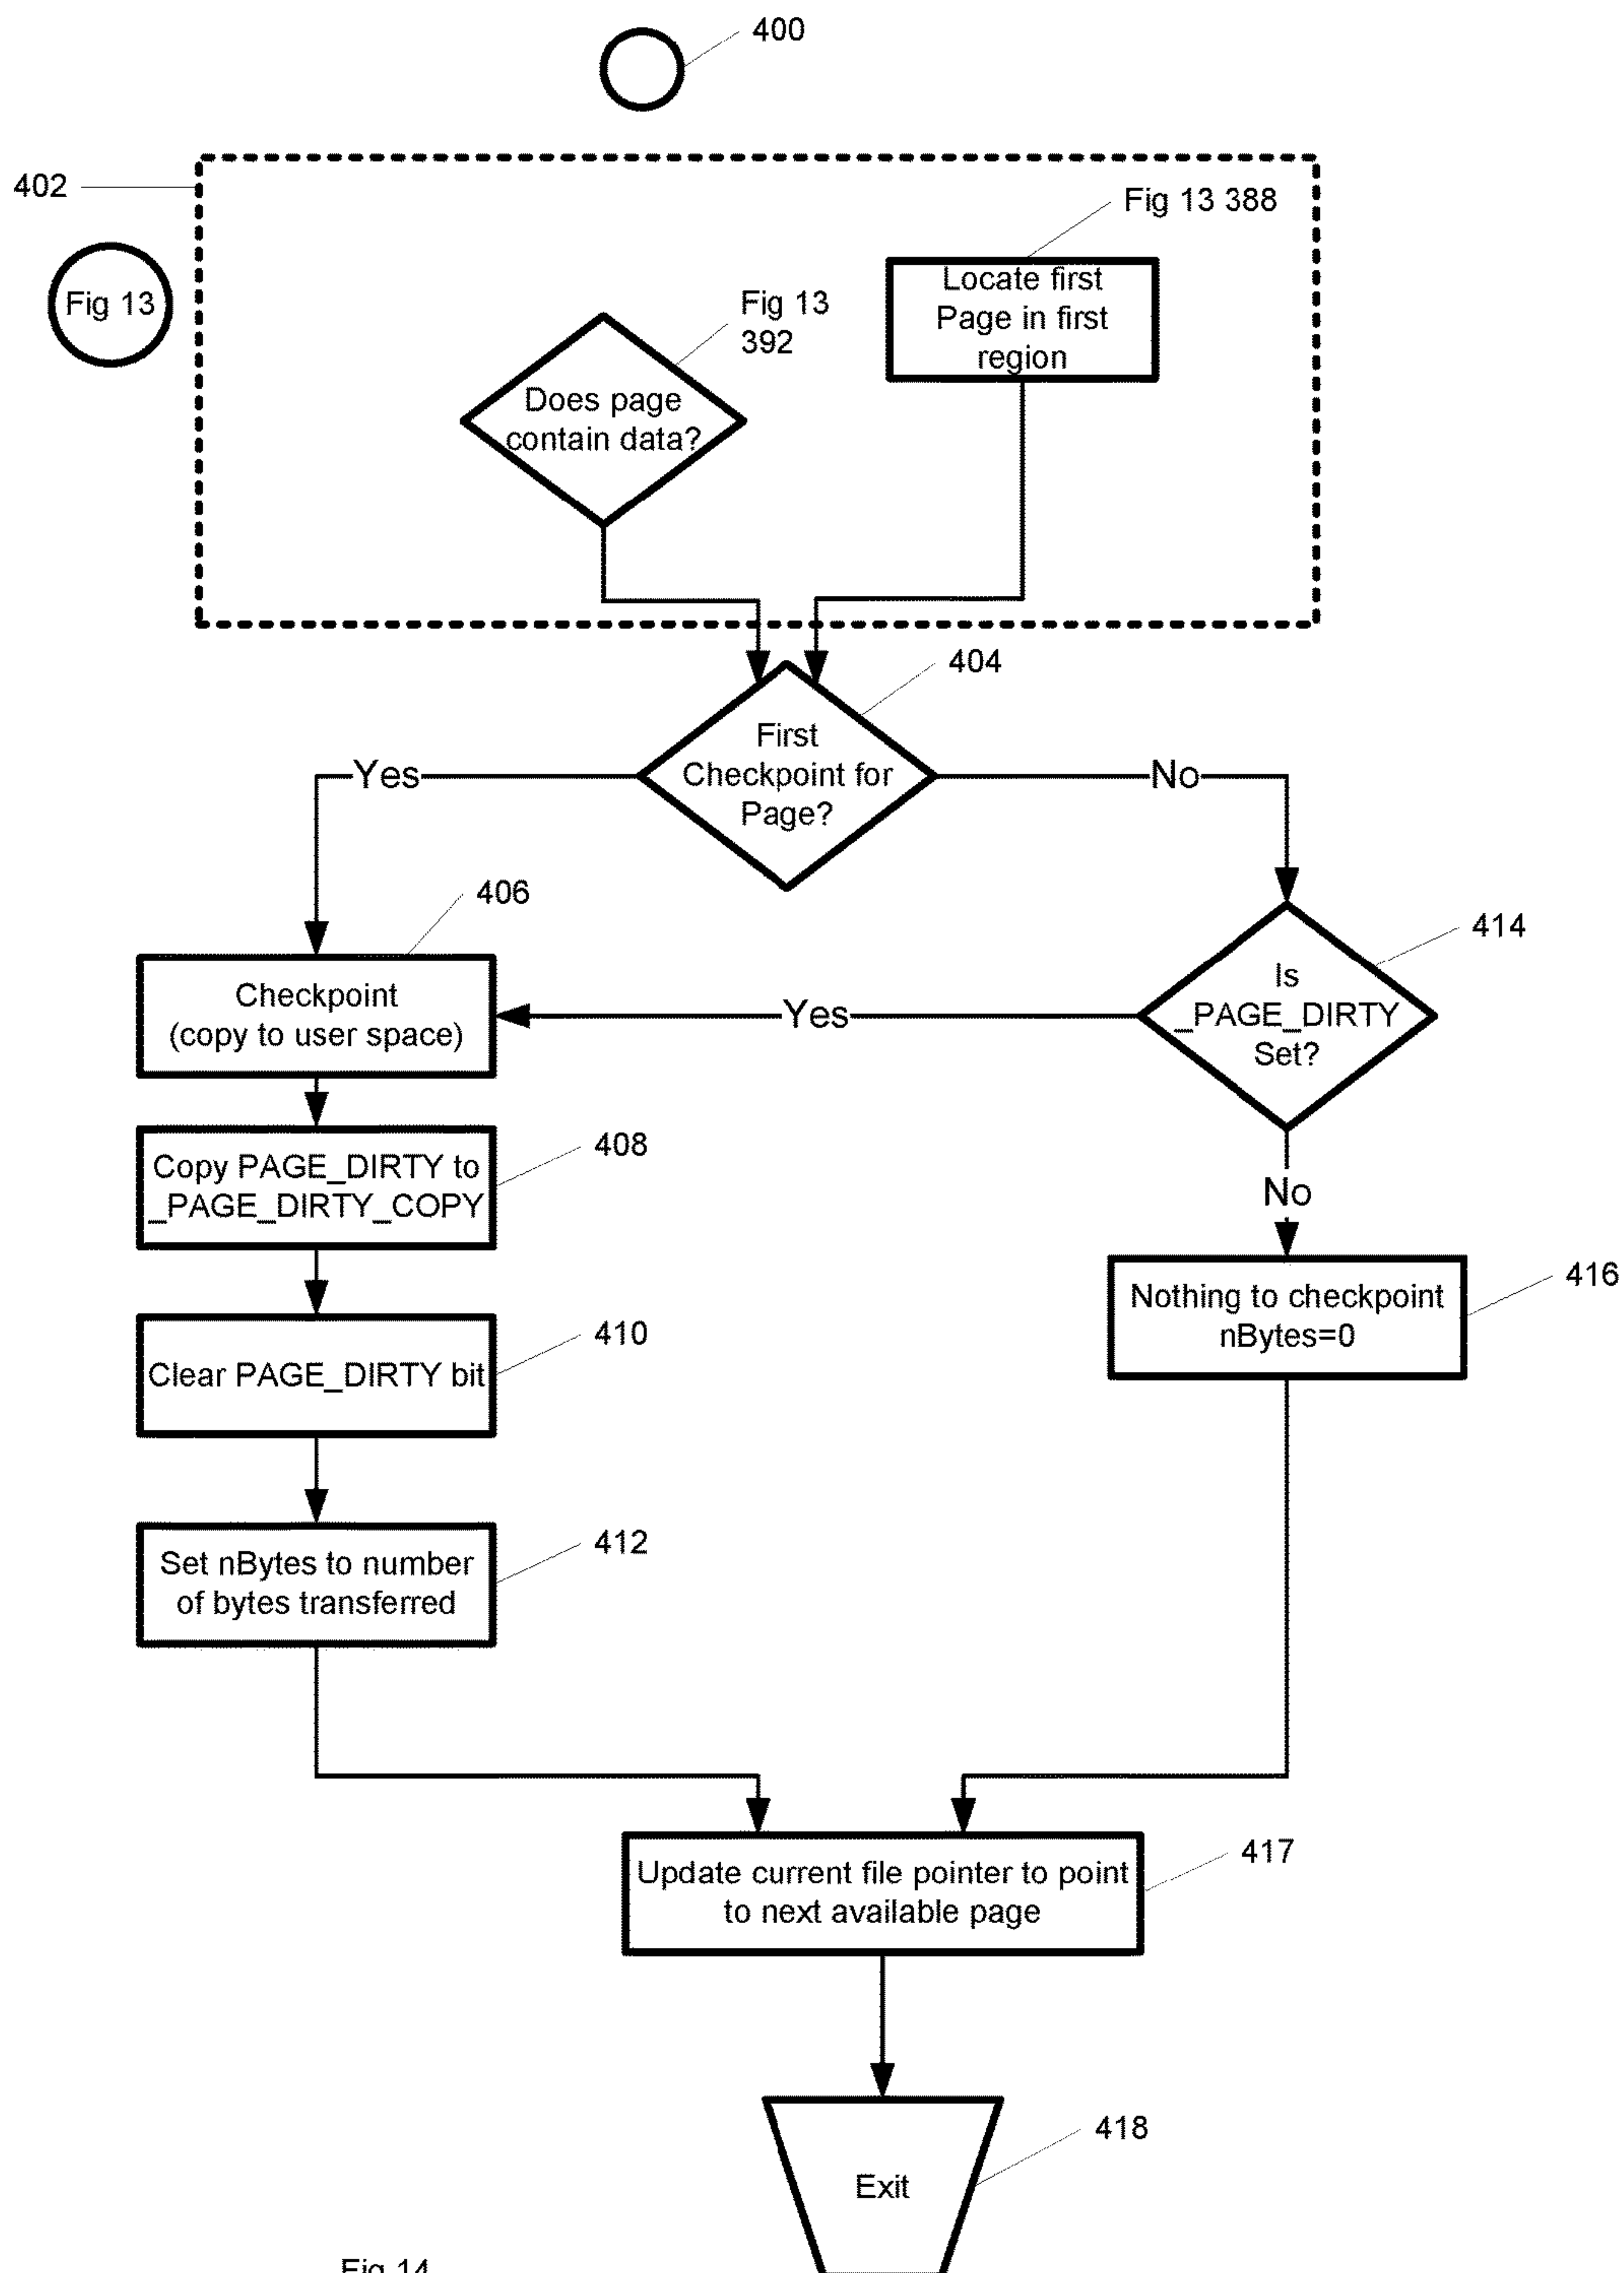 400
402
Fig 13 388
Fig 13
Locate first
Page in first
region
Fig 13
392
Does page
contain data?
404
First
Checkpoint for
Page?
Yes
No
406
414
Checkpoint
(copy to user space)
Yes
Is
_PAGE_DIRTY
Set?
408
Copy PAGE_DIRTY to
_PAGE_DIRTY_COPY
No
410
Clear PAGE_DIRTY bit
416
Nothing to checkpoint
nBytes=0
412
Set nBytes to number
of bytes transferred
417
Update current file pointer to point
to next available page
418
Exit
Fig 14